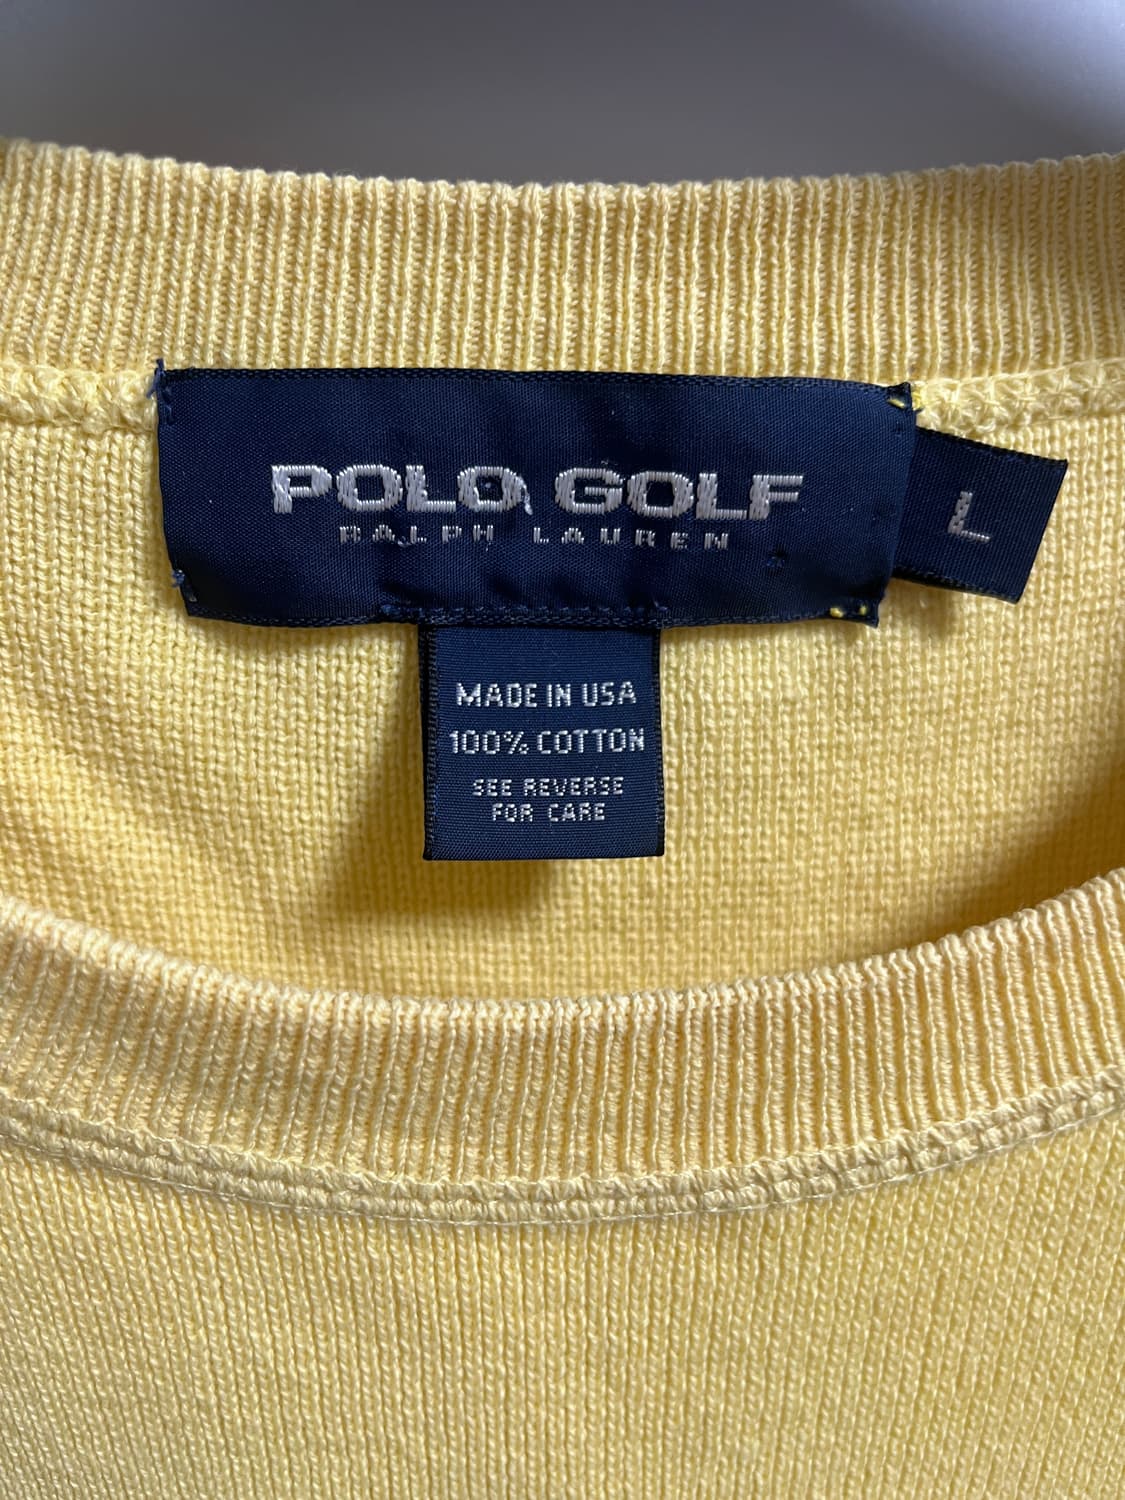 POLO GOLF
RALPH LAUREN
L
MADE IN USA
100% COTTON
SEE REVERSE
FOR CARE